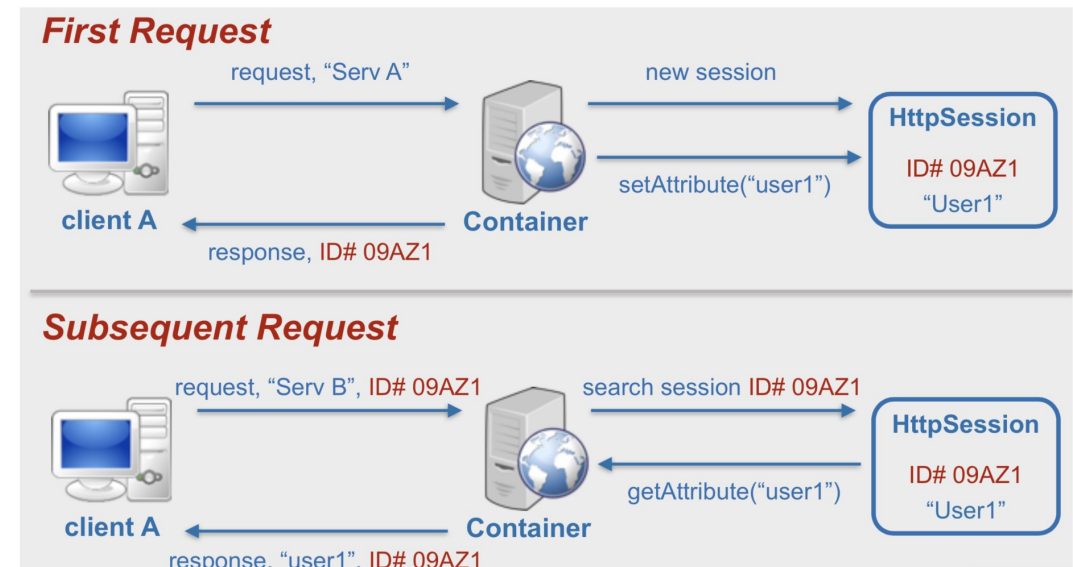 First Request
request, “Serv A”
new session
HttpSession
ID# 09AZ1
“User1”
setAttribute(“user1”)
client A
Container
response, ID# 09AZ1
Subsequent Request
request, “Serv B”, ID# 09AZ1
search session ID# 09AZ1
HttpSession
ID# 09AZ1
“User1”
getAttribute(“user1”)
client A
Container
response, “user1”, ID# 09AZ1